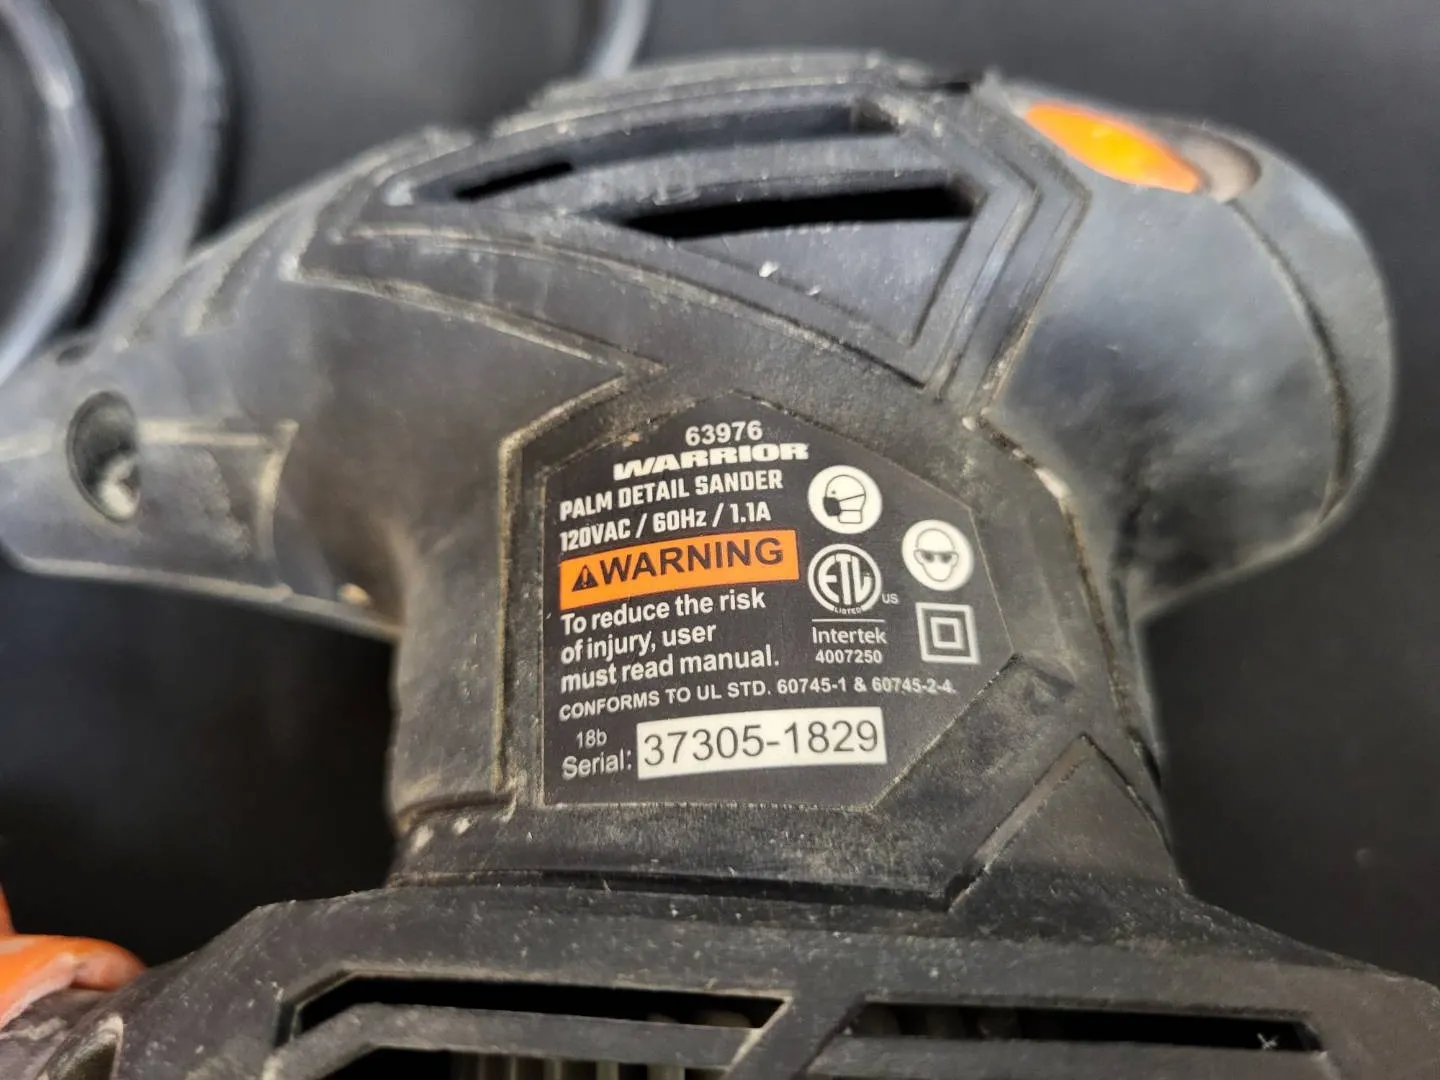 63976
WARRIOR
PALM DETAIL SANDER
120VAC / 60Hz / 1.1A
WARNING
To reduce the risk
of injury, user
must read manual.
ETL
LISTED
US
Intertek
4007250
CONFORMS TO UL STD. 60745-1 & 60745-2-4.
18b
Serial: 37305-1829